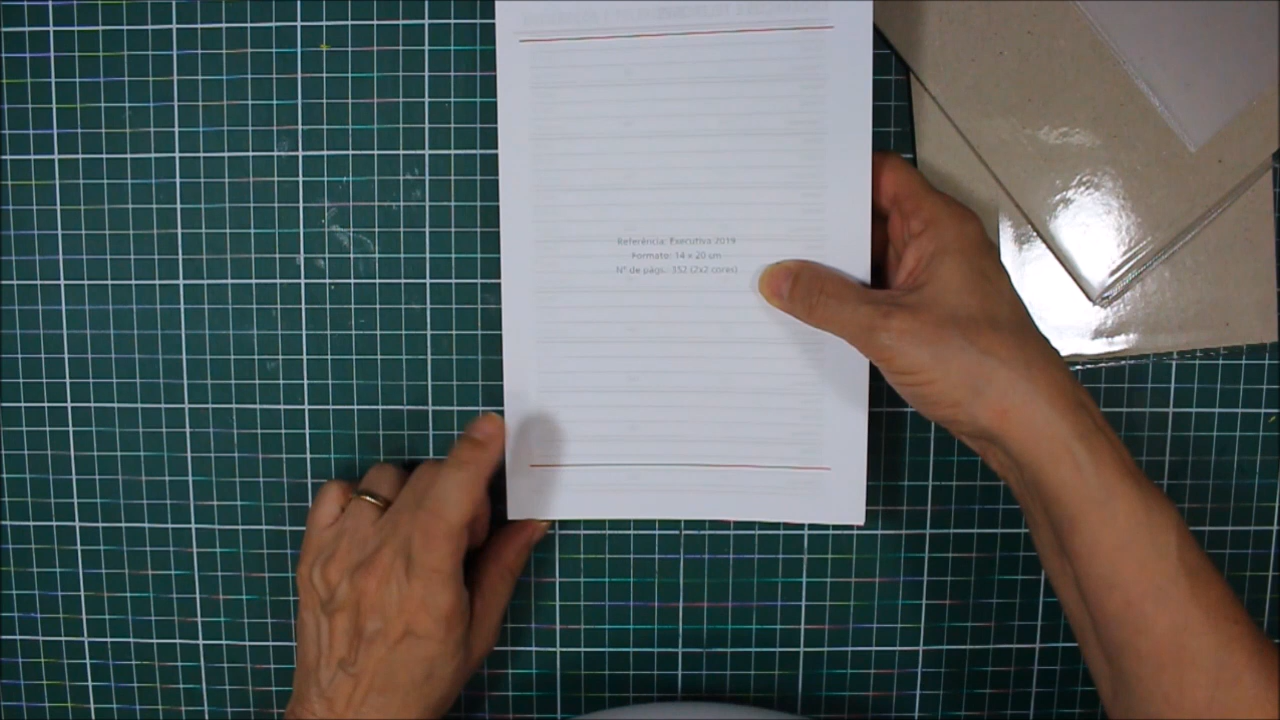 Referência: Executiva 2019
Formato: 14 x 20 cm
Nº de págs.: 352 (2x2 cores)